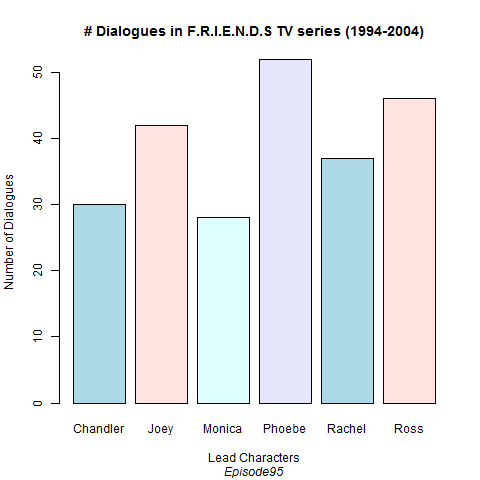 # Dialogues in F.R.I.E.N.D.S TV series (1994-2004)
Number of Dialogues
50
40
30
20
10
0
Chandler Joey Monica Phoebe Rachel Ross
Lead Characters
Episode95